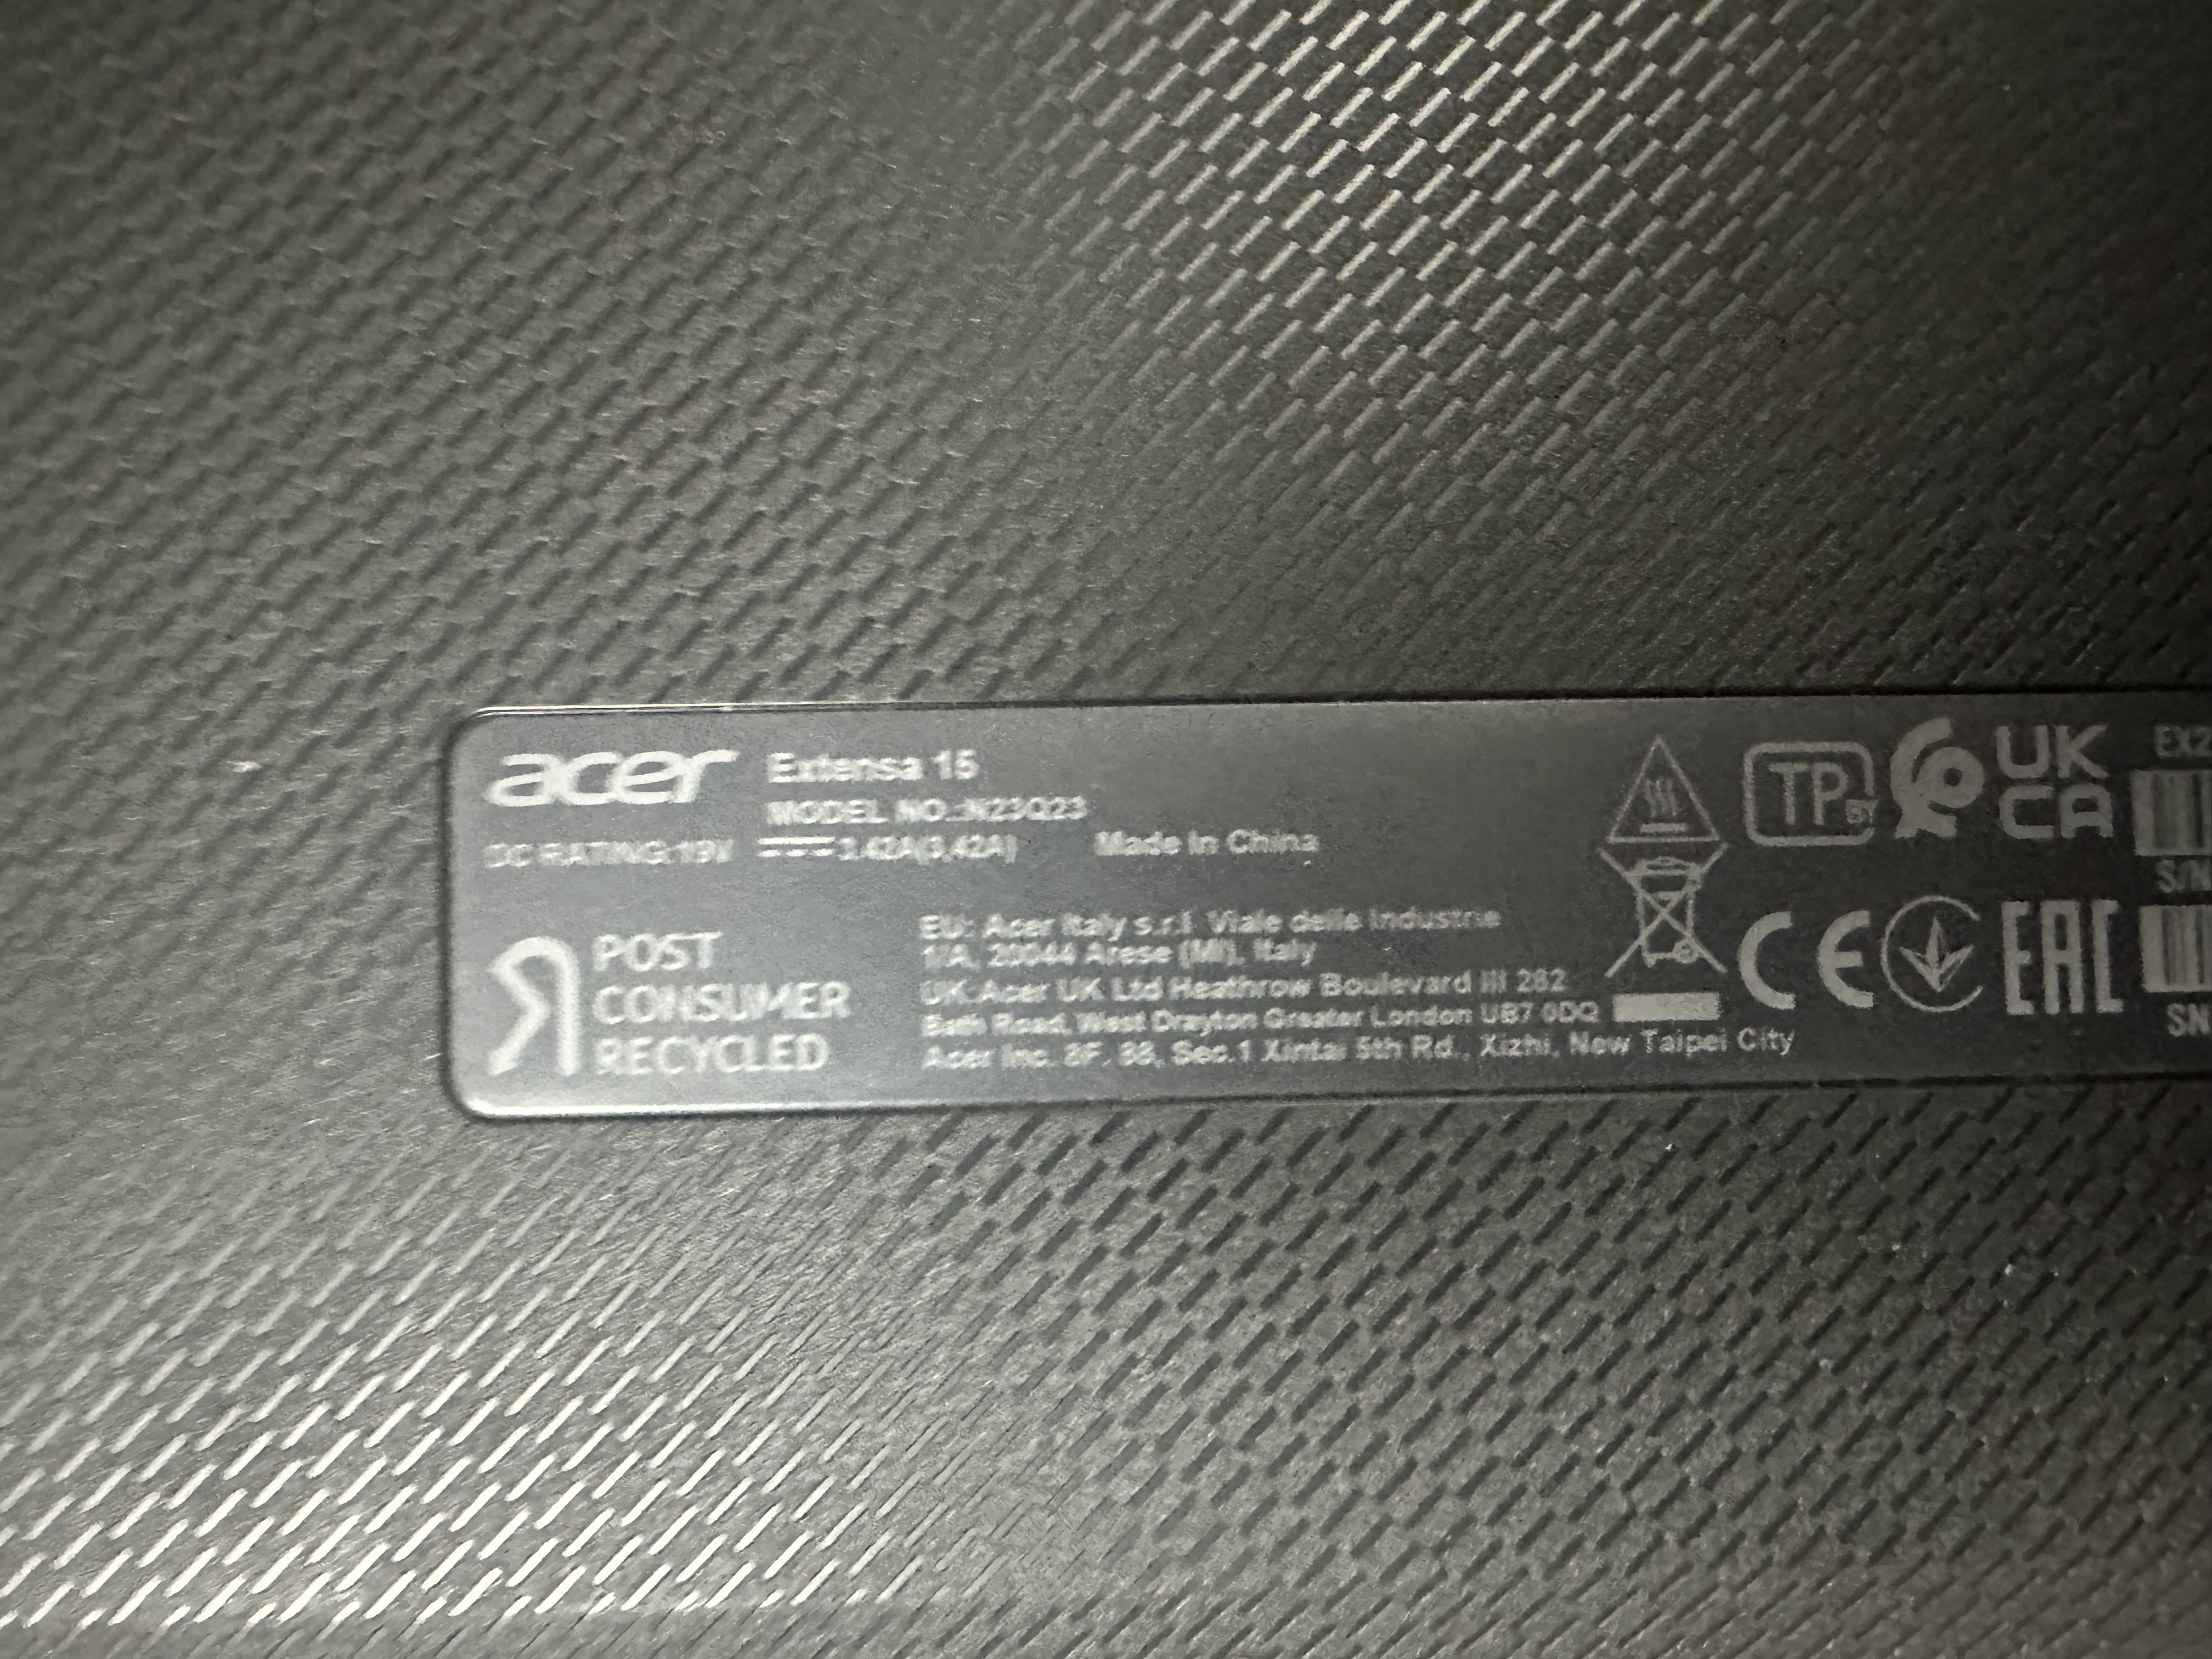 acer Extensa 15
MODEL NO.:N23Q23
DC RATING:19V 3.42A(3,42A) Made in China
POST
CONSUMER
RECYCLED
EU: Acer Italy s.r.l. Viale delle Industrie
1/A, 20044 Arese (MI), Italy
UK:Acer UK Ltd Heathrow Boulevard III 282
Bath Road, West Drayton Greater London UB7 0DQ
Acer Inc. 8F, 88, Sec.1 Xintai 5th Rd., Xizhi, New Taipei City
TP BY
UK
CA
CE
EAC
EX2
S/N
SN